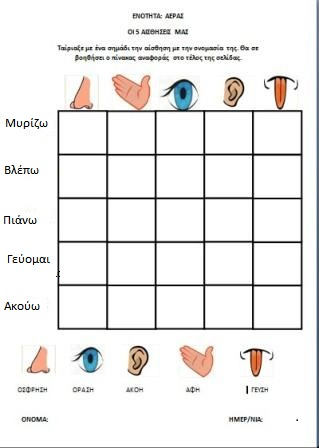 ΕΝΟΤΗΤΑ: ΑΕΡΑΣ
ΟΙ 5 ΑΙΣΘΗΣΕΙΣ ΜΑΣ
Ταίριαξε με ένα σημάδι την αίσθηση με την ονομασία της. Θα σε
βοηθήσει ο πίνακας αναφοράς στο τέλος της σελίδας.
Μυρίζω
Βλέπω
Πιάνω
Γεύομαι
Ακούω
ΟΣΦΡΗΣΗ ΟΡΑΣΗ ΑΚΟΗ ΑΦΗ ΓΕΥΣΗ
ΟΝΟΜΑ: ΗΜΕΡ/ΝΙΑ: